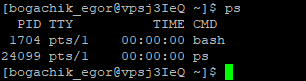 [bogachik_egor@vpsj3IeQ ~]$ ps
  PID TTY          TIME CMD
 1704 pts/1    00:00:00 bash
24099 pts/1    00:00:00 ps
[bogachik_egor@vpsj3IeQ ~]$